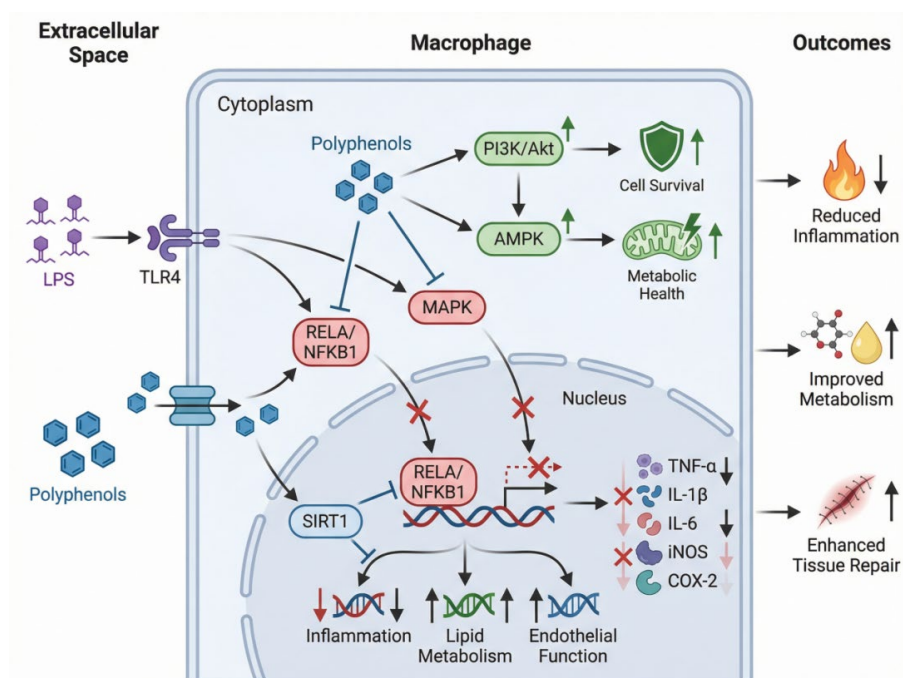 Extracellular
Space
Macrophage
Outcomes
Cytoplasm
Polyphenols
PI3K/Akt
Cell Survival
AMPK
Metabolic
Health
LPS
TLR4
MAPK
RELA/
NFKB1
Reduced
Inflammation
Improved
Metabolism
Nucleus
Polyphenols
RELA/
NFKB1
SIRT1
TNF-α
IL-1β
IL-6
iNOS
COX-2
Enhanced
Tissue Repair
Inflammation
Lipid
Metabolism
Endothelial
Function